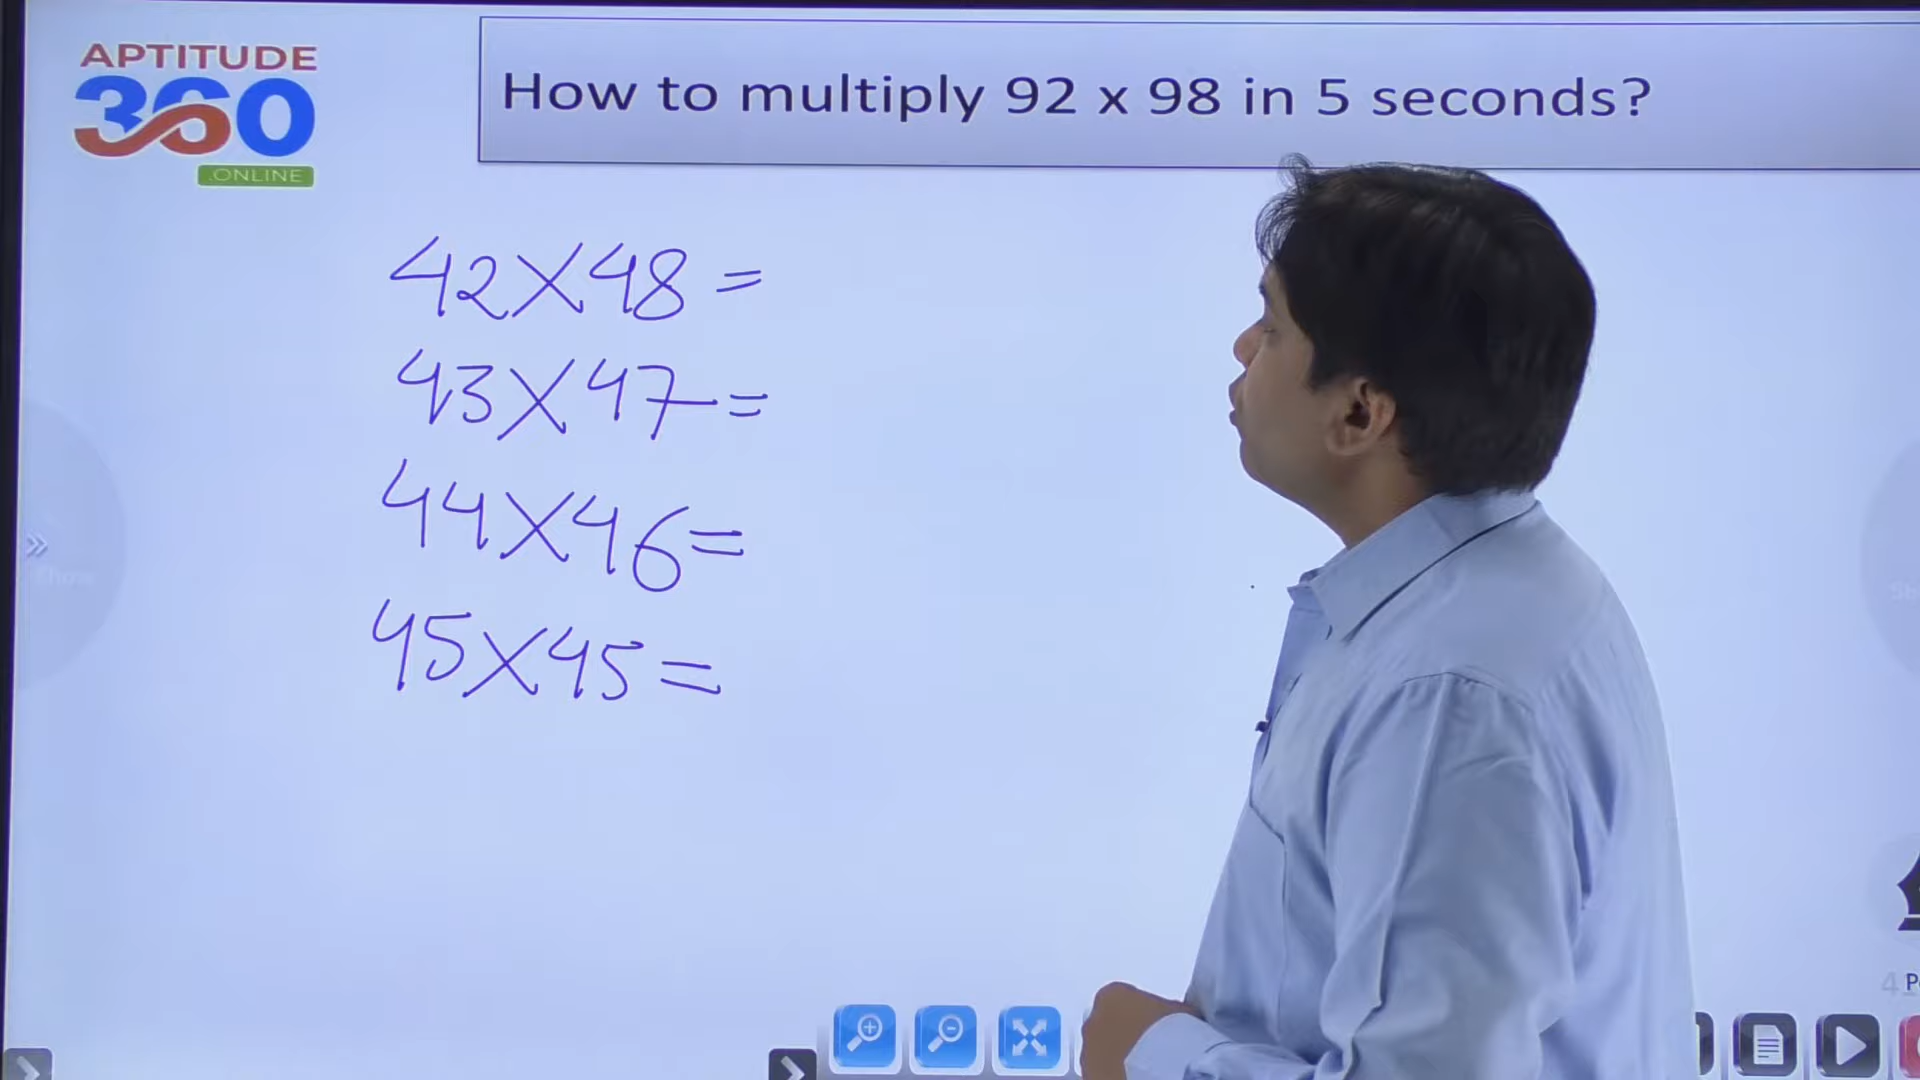 APTITUDE
360
.ONLINE
How to multiply 92 x 98 in 5 seconds?
42X48=
43X47=
44X46=
45X45=